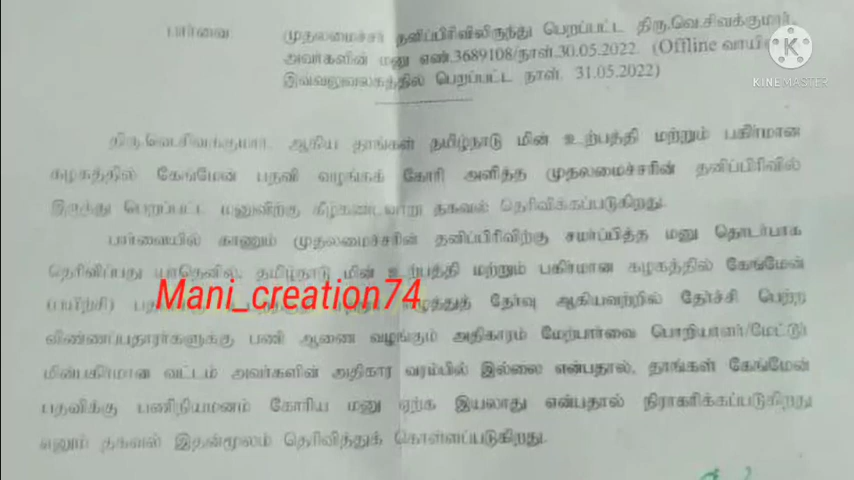 பார்வை முதலமைச்சர் தனிப்பிரிவிலிருந்து பெறப்பட்ட திரு.வெ.சிவக்குமார்,
அவர்களின் மனு எண்.3689108/நாள்.30.05.2022. (Offline
இவ்வலுவலகத்தில் பெறப்பட்ட நாள். 31.05.2022)
KINEMASTER
திரு.வெ.சிவக்குமார், ஆகிய தாங்கள் தமிழ்நாடு மின் உற்பத்தி மற்றும் பகிர்மான
கழகத்தில் கேங்மேன் பதவி வழங்கக் கோரி அளித்த முதலமைச்சரின் தனிப்பிரிவில்
இருந்து பெறப்பட்ட மனுவிற்கு கீழ்கண்டவாறு தகவல் தெரிவிக்கப்படுகிறது.
பார்வையில் காணும் முதலமைச்சரின் தனிப்பிரிவிற்கு சமர்ப்பித்த மனு தொடர்பாக
தெரிவிப்பது யாதெனில், தமிழ்நாடு மின் உற்பத்தி மற்றும் பகிர்மான கழகத்தில் கேங்மேன்
(பயிற்சி) Mani_creation74 தேர்வு ஆகியவற்றில் தேர்ச்சி பெற்ற
விண்ணப்பதாரர்களுக்கு பணி ஆணை வழங்கும் அதிகாரம் மேற்பார்வை பொறியாளர்/மேட்டூர்
மின்பகிர்மான வட்டம் அவர்களின் அதிகார வரம்பில் இல்லை என்பதால், தாங்கள் கேங்மேன்
பதவிக்கு பணிநியமனம் கோரிய மனு ஏற்க இயலாது என்பதால் நிராகரிக்கப்படுகிறது
எனும் தகவல் இதன்மூலம் தெரிவித்துக் கொள்ளப்படுகிறது.